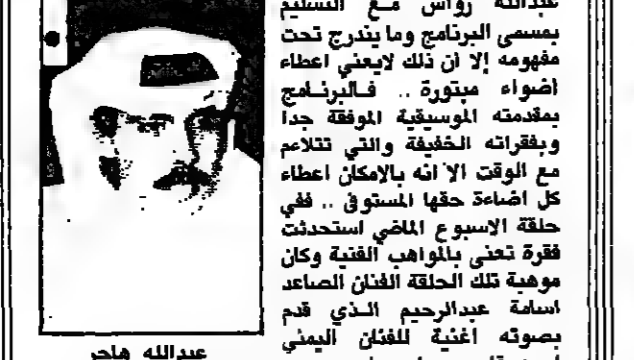 عبدالله رواس مع التسليم
بمسمى البرنامج وما يندرج تحت
مفهومه إلا ان ذلك لايعني اعطاء
اضواء مبتورة .. فالبرنامج
بمقدمته الموسيقية الموفقة جدا
وبفقراته الخفيفة والتي تتلاءم
مع الوقت الا انه بالامكان اعطاء
كل اضاءة حقها المستوفى .. ففي
حلقة الاسبوع الماضي استحدثت
فقرة تعنى بالمواهب الفنية وكان
موهبة تلك الحلقة الفنان الصاعد
اسامة عبدالرحيم الذي قدم
بصوته اغنية للفنان اليمني
عبدالله هاجر